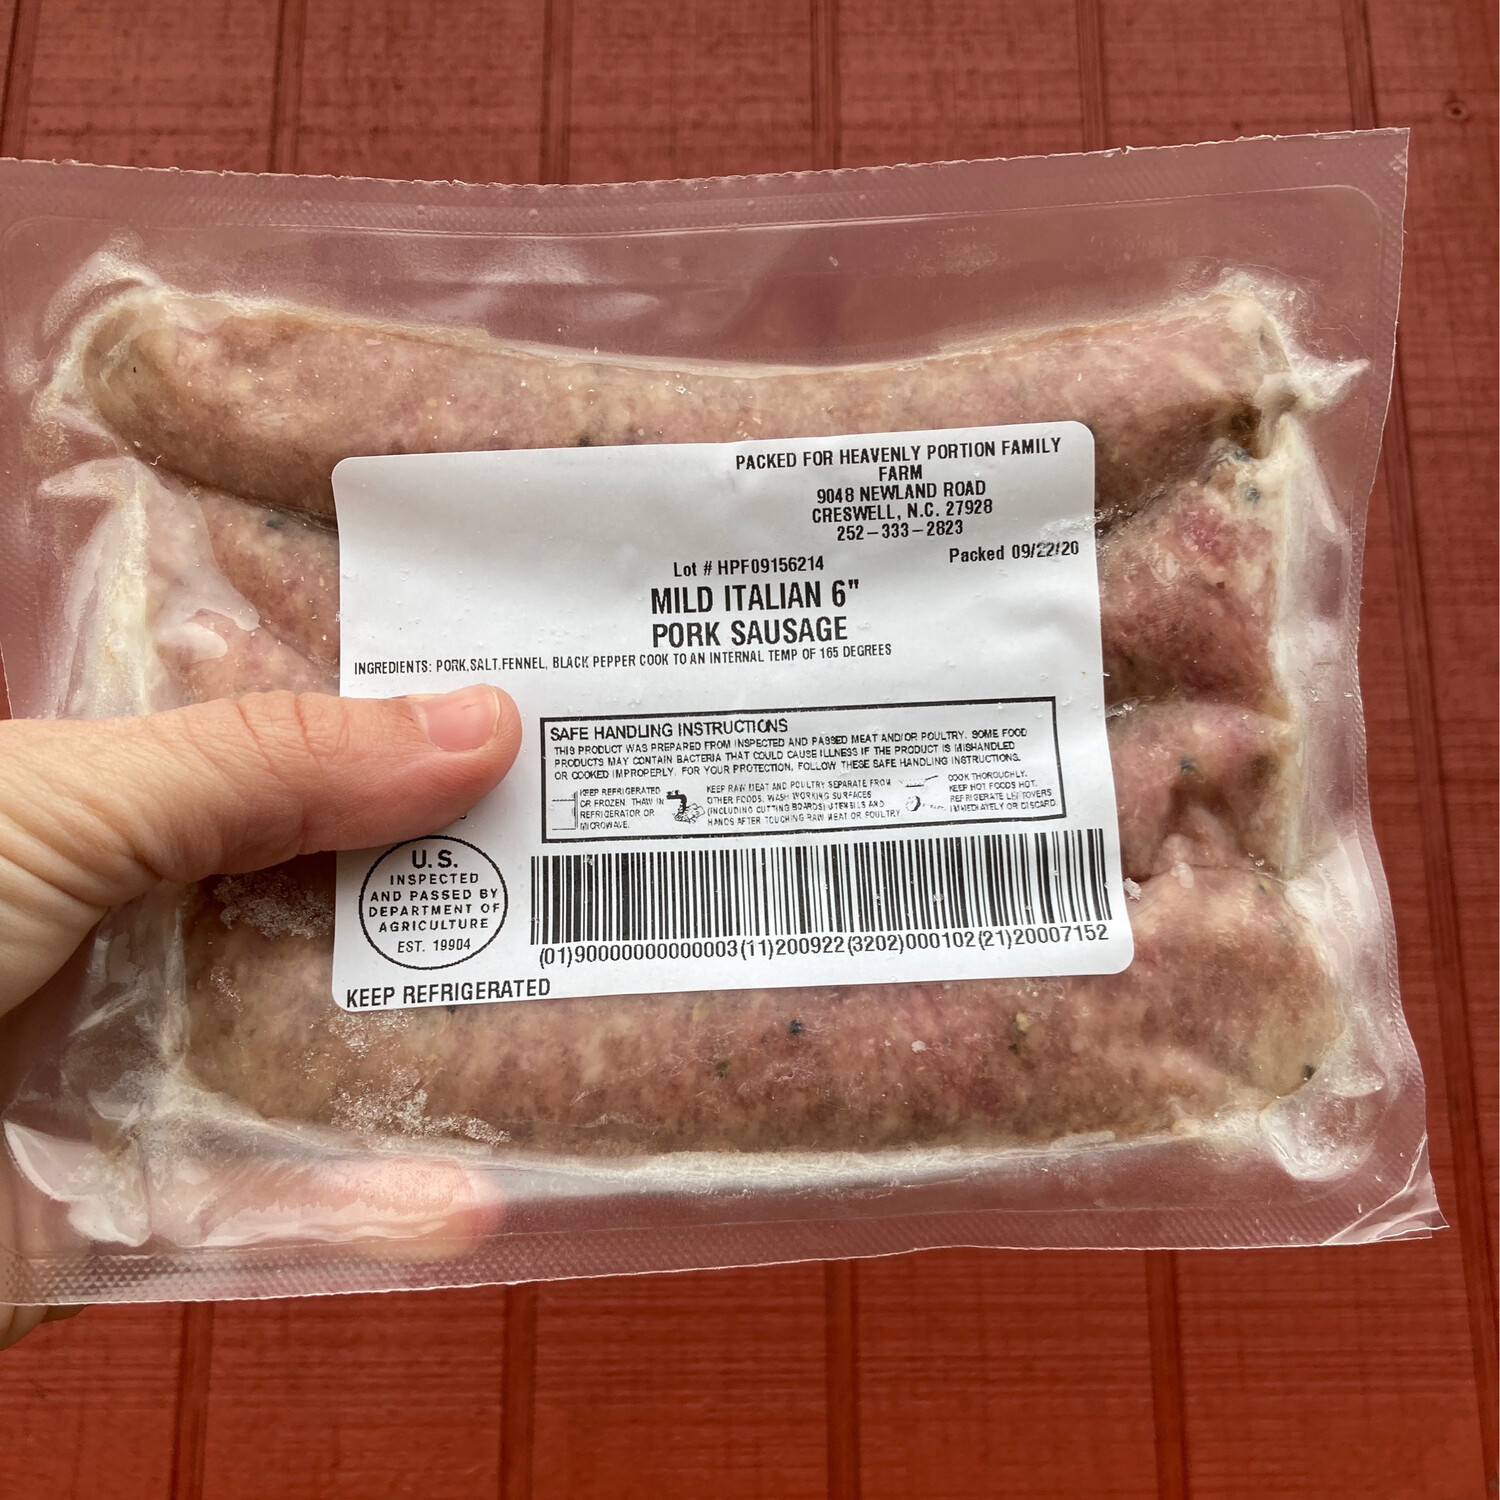 PACKED FOR HEAVENLY PORTION FAMILY
FARM
9048 NEWLAND ROAD
CRESWELL, N.C. 27928
252-333-2823
Packed 09/22/20
Lot # HPF09156214
MILD ITALIAN 6"
PORK SAUSAGE
INGREDIENTS: PORK,SALT,FENNEL, BLACK PEPPER COOK TO AN INTERNAL TEMP OF 165 DEGREES
SAFE HANDLING INSTRUCTIONS
THIS PRODUCT WAS PREPARED FROM INSPECTED AND PASSED MEAT AND/OR POULTRY. SOME FOOD
PRODUCTS MAY CONTAIN BACTERIA THAT COULD CAUSE ILLNESS IF THE PRODUCT IS MISHANDLED
OR COOKED IMPROPERLY. FOR YOUR PROTECTION, FOLLOW THESE SAFE HANDLING INSTRUCTIONS.
KEEP REFRIGERATED
OR FROZEN. THAW IN
REFRIGERATOR OR
MICROWAVE.
KEEP RAW MEAT AND POULTRY SEPARATE FROM
OTHER FOODS. WASH WORKING SURFACES
(INCLUDING CUTTING BOARDS) UTENSILS AND
HANDS AFTER TOUCHING RAW MEAT OR POULTRY.
COOK THOROUGHLY.
KEEP HOT FOODS HOT.
REFRIGERATE LEFTOVERS
IMMEDIATELY OR DISCARD.
U.S.
INSPECTED
AND PASSED BY
DEPARTMENT OF
AGRICULTURE
EST. 19904
(01)90000000000003(11)200922(3202)000102(21)20007152
KEEP REFRIGERATED